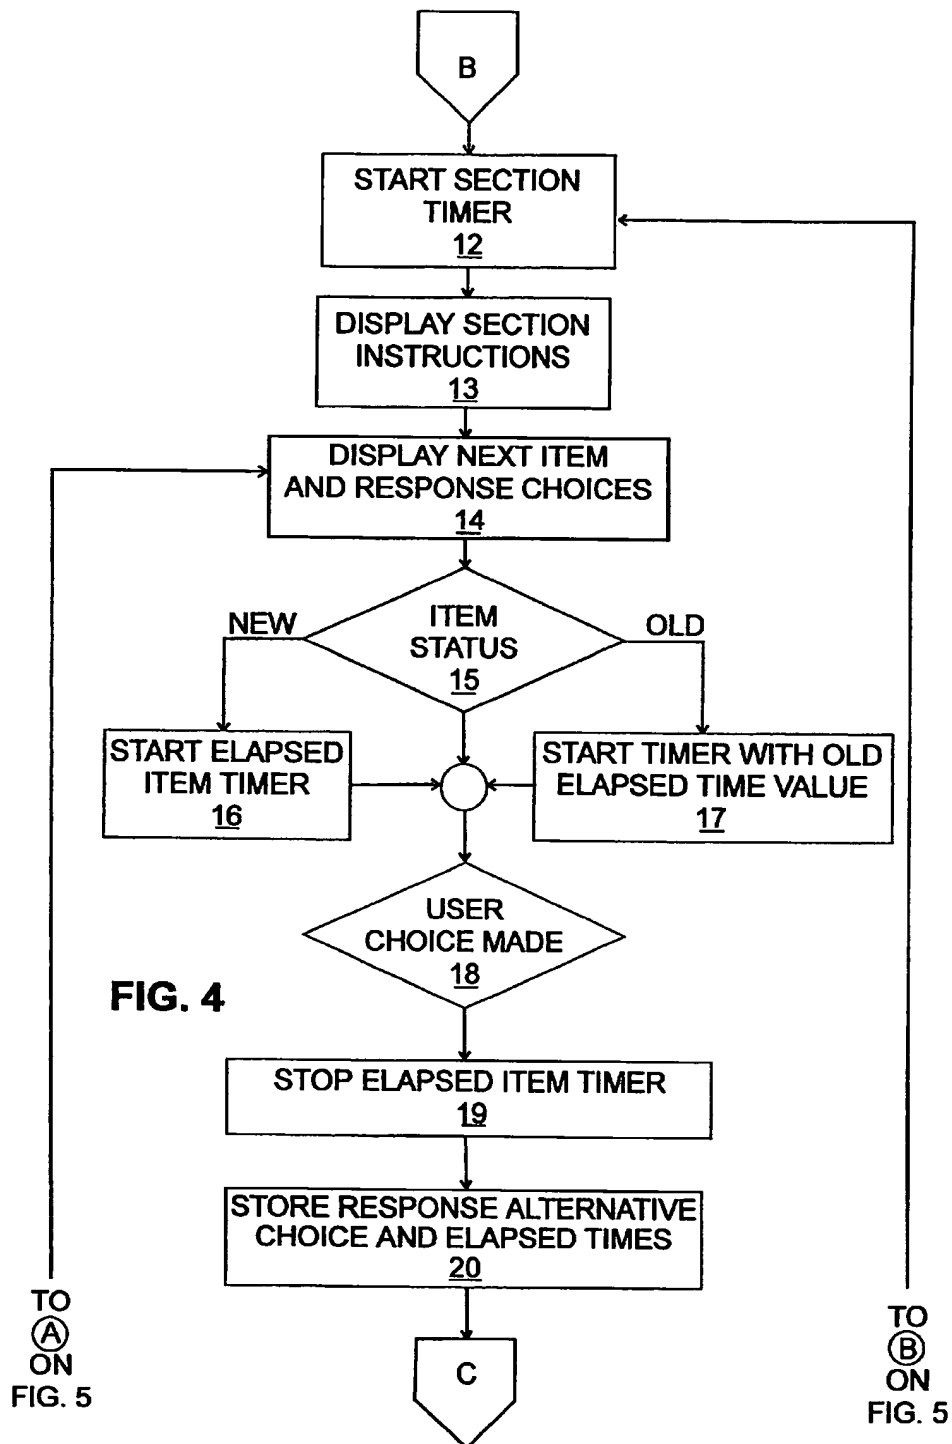 B
START SECTION
TIMER
12
DISPLAY SECTION
INSTRUCTIONS
13
DISPLAY NEXT ITEM
AND RESPONSE CHOICES
14
NEW
ITEM
STATUS
15
OLD
START ELAPSED
ITEM TIMER
16
START TIMER WITH OLD
ELAPSED TIME VALUE
17
USER
CHOICE MADE
18
FIG. 4
STOP ELAPSED ITEM TIMER
19
STORE RESPONSE ALTERNATIVE
CHOICE AND ELAPSED TIMES
20
TO
A
ON
FIG. 5
C
TO
B
ON
FIG. 5